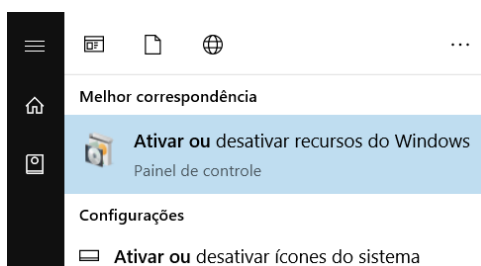 Melhor correspondência
Ativar ou desativar recursos do Windows
Painel de controle
Configurações
Ativar ou desativar ícones do sistema